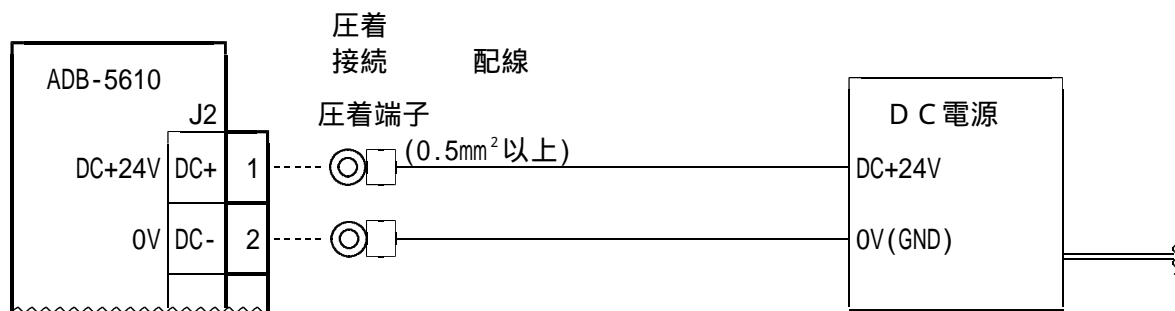 圧着
接続 配線
ADB-5610
J2
圧着端子
(0.5mm²以上)
DC電源
DC+24V DC+ 1
DC+24V
0V DC- 2
0V(GND)